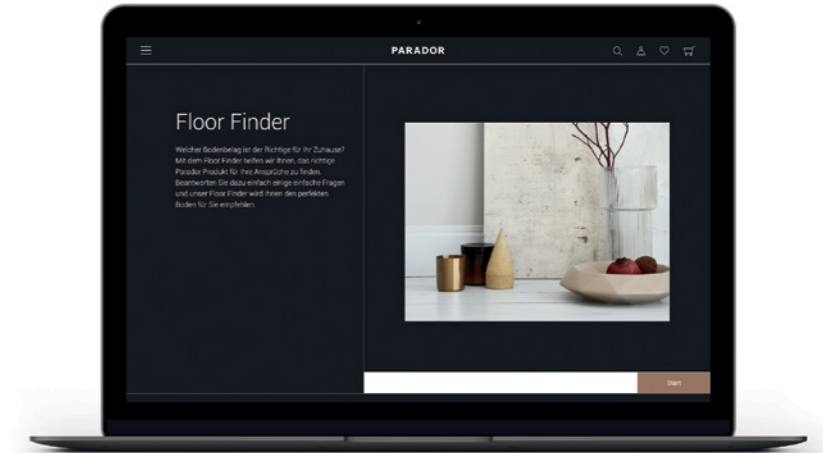 PARADOR
Floor Finder
Welcher Bodenbelag ist der Richtige für Ihr Zuhause?
Mit dem Floor Finder helfen wir Ihnen, das richtige
Parador Produkt für Ihre Ansprüche zu finden.
Beantworten Sie dazu einfach einige einfache Fragen
und unser Floor Finder wird Ihnen den perfekten
Boden für Sie empfehlen.
Start